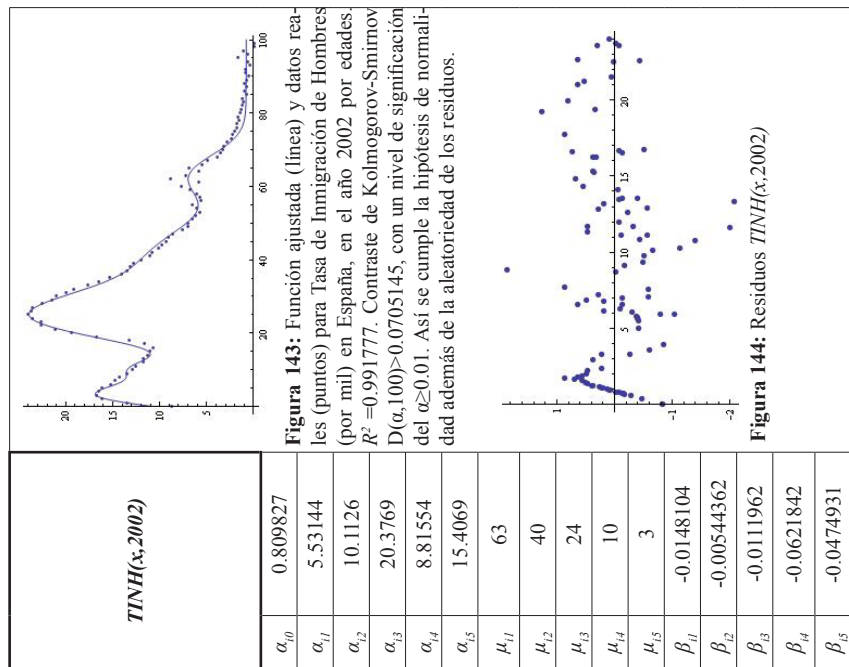 TINH(x,2002)
α_i0 0.809827
α_i1 5.53144
α_i2 10.1126
α_i3 20.3769
α_i4 8.81554
α_i5 15.4069
μ_i1 63
μ_i2 40
μ_i3 24
μ_i4 10
μ_i5 3
β_i1 -0.0148104
β_i2 -0.00544362
β_i3 -0.0111962
β_i4 -0.0621842
β_i5 -0.0474931
20
15
10
5
20 40 60 80 100
Figura 143: Función ajustada (línea) y datos rea-
les (puntos) para Tasa de Inmigración de Hombres
(por mil) en España, en el año 2002 por edades.
R² =0.991777. Contraste de Kolmogorov-Smirnov
D(α,100)>0.0705145, con un nivel de significación
del α≥0.01. Así se cumple la hipótesis de normali-
dad además de la aleatoriedad de los residuos.
1
-1
-2
5 10 15 20
Figura 144: Residuos TINH(x,2002)